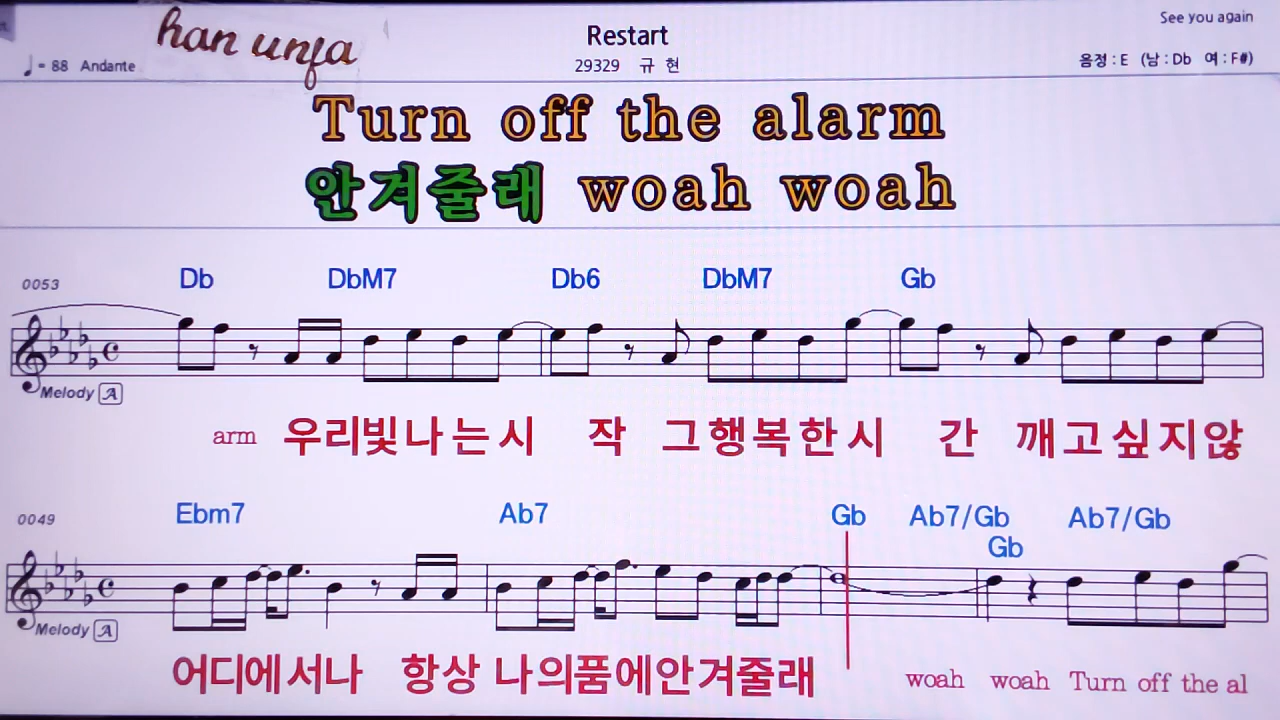 See you again
han unfa
Restart
♩= 88 Andante
29329 규 현
음정 : E (남 : Db 여 : F#)
Turn off the alarm
안겨줄래 woah woah
0053
Db DbM7 Db6 DbM7 Gb
Melody A
arm 우리빛나는시 작 그행복한시 간 깨고싶지않
0049
Ebm7 Ab7 Gb Ab7/Gb Ab7/Gb
Gb
Melody A
어디에서나 항상 나의품에안겨줄래 woah woah Turn off the al